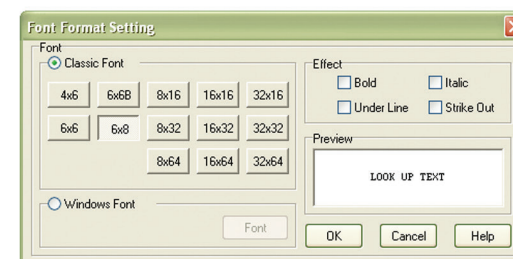 Font Format Setting
Font
Classic Font
4x6 6x6B 8x16 16x16 32x16
6x6 6x8 8x32 16x32 32x32
8x64 16x64 32x64
Windows Font
Font
Effect
Bold Italic
Under Line Strike Out
Preview
LOOK UP TEXT
OK Cancel Help